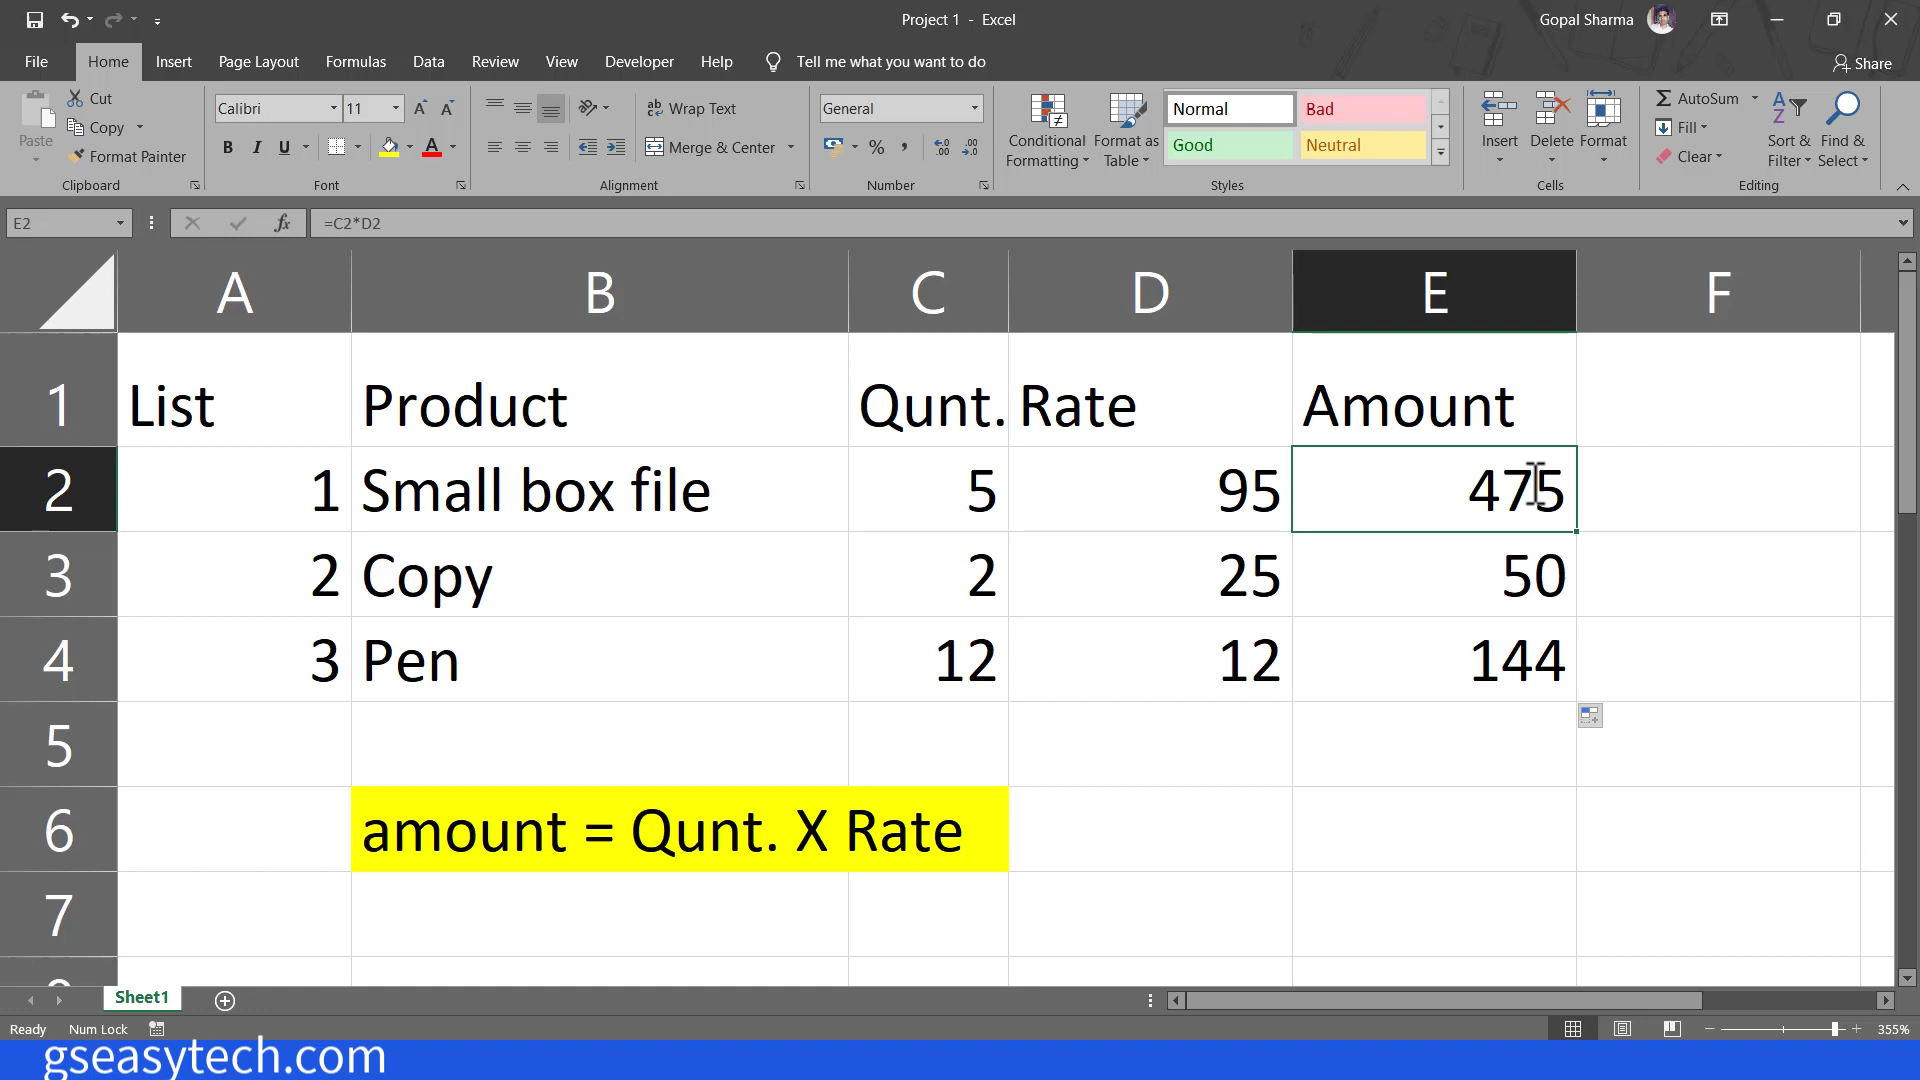 Project 1 - Excel
Gopal Sharma
File Home Insert Page Layout Formulas Data Review View Developer Help Tell me what you want to do Share
Paste
Cut
Copy
Format Painter
Clipboard
Calibri 11
B I U A
Font
ab Wrap Text
Merge & Center
Alignment
General
% , .00 .00
Number
Conditional Formatting
Format as Table
Normal Bad
Good Neutral
Styles
Insert Delete Format
Cells
AutoSum
Fill
Clear
Sort & Filter
Find & Select
Editing
E2 fx =C2*D2
A B C D E F
1 List Product Qunt. Rate Amount
2 1 Small box file 5 95 475
3 2 Copy 2 25 50
4 3 Pen 12 12 144
5
6 amount = Qunt. X Rate
7
Sheet1
Ready Num Lock 355%
gseasytech.com